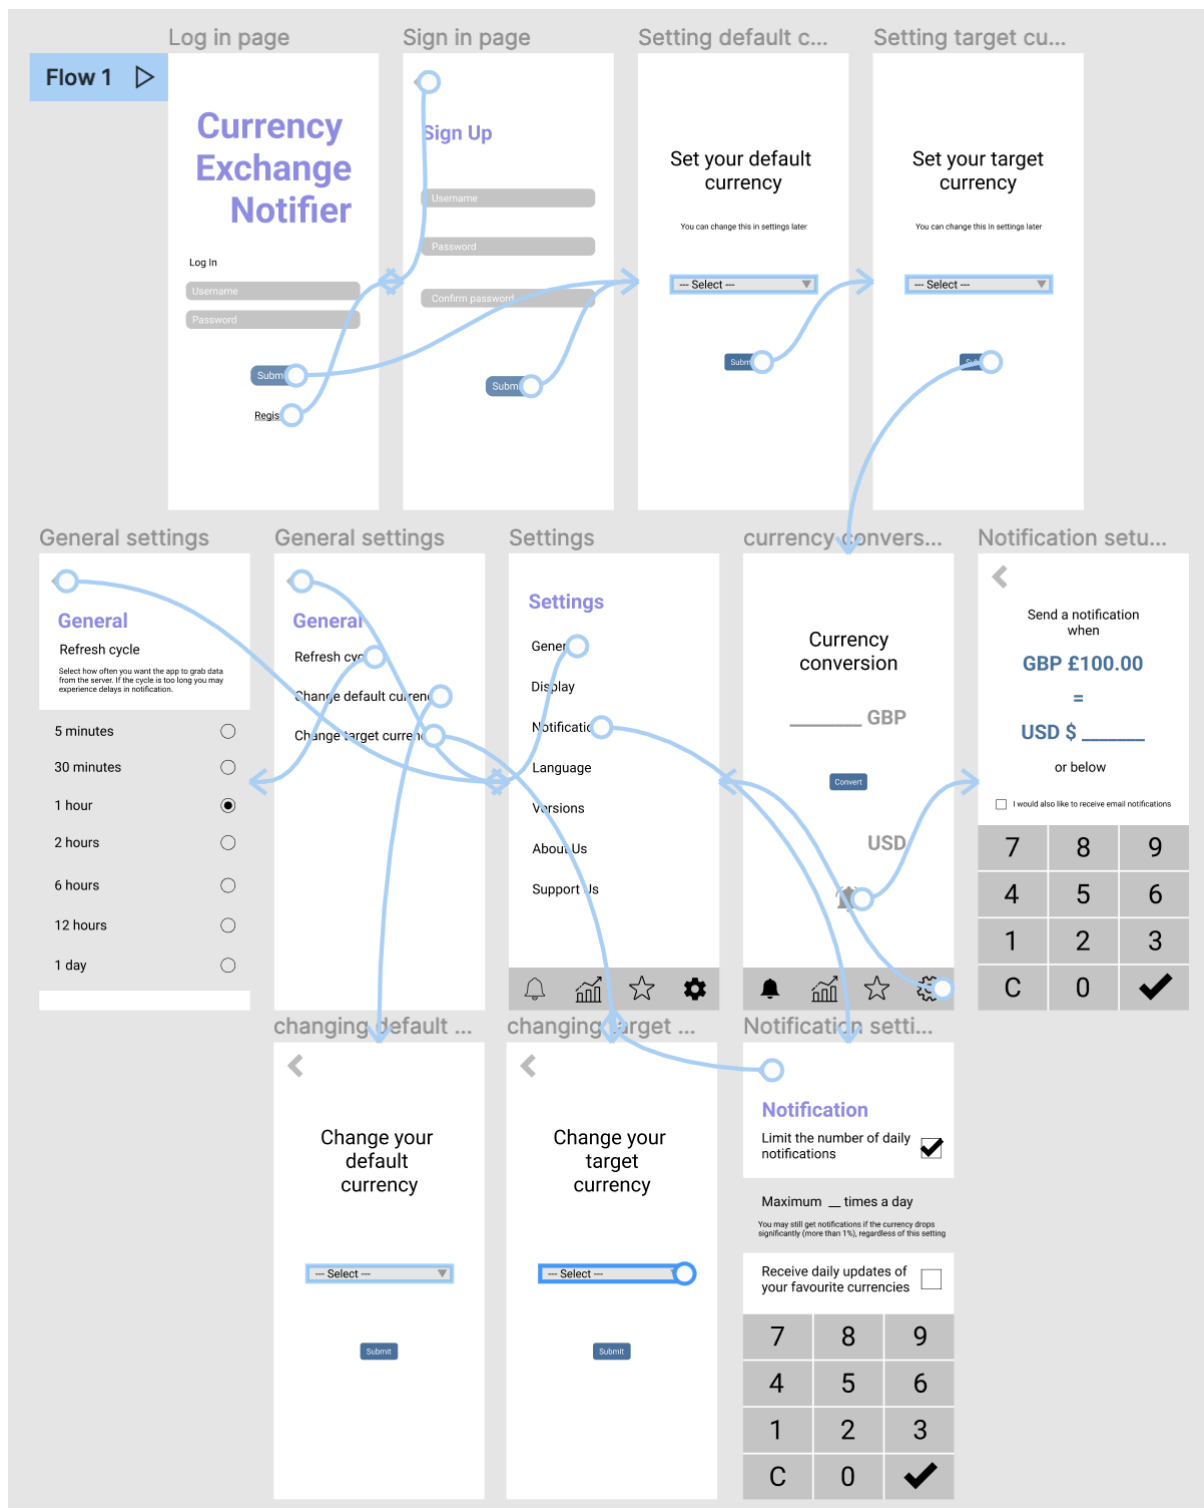 Flow 1
Log in page
Currency
Exchange
Notifier
Log In
Username
Password
Sign in page
Sign Up
Username
Password
Confirm password
Setting default c...
Set your default
currency
You can change this in settings later
--- Select ---
Setting target cu...
Set your target
currency
You can change this in settings later
--- Select ---
General settings
General
Refresh cycle
Select how often you want the app to grab data
from the server. If the cycle is too long you may
experience delays in notification.
5 minutes
30 minutes
1 hour
2 hours
6 hours
12 hours
1 day
General settings
General
Refresh
Change default
Change target
Settings
Settings
Display
Language
Versions
About Us
Support Us
currency convers...
Currency
conversion
_______ GBP
Convert
USD
Notification setu...
Send a notification
when
GBP £100.00
=
USD $ _______
or below
I would also like to receive email notifications
7 8 9
4 5 6
1 2 3
C 0
changing default ...
Change your
default
currency
--- Select ---
Submit
changing target ...
Change your
target
currency
--- Select ---
Submit
Notification setti...
Notification
Limit the number of daily
notifications
Maximum __ times a day
You may still get notifications if the currency drops
significantly (more than 1%), regardless of this setting
Receive daily updates of
your favourite currencies
7 8 9
4 5 6
1 2 3
C 0